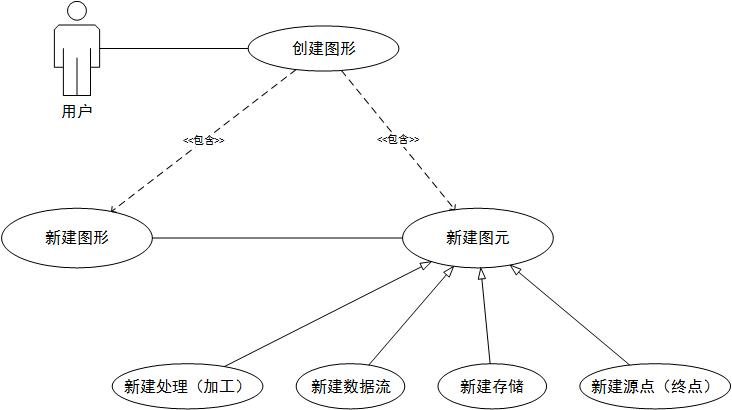 创建图形
用户
<<包含>>
<<包含>>
新建图形
新建图元
新建处理（加工）
新建数据流
新建存储
新建源点（终点）